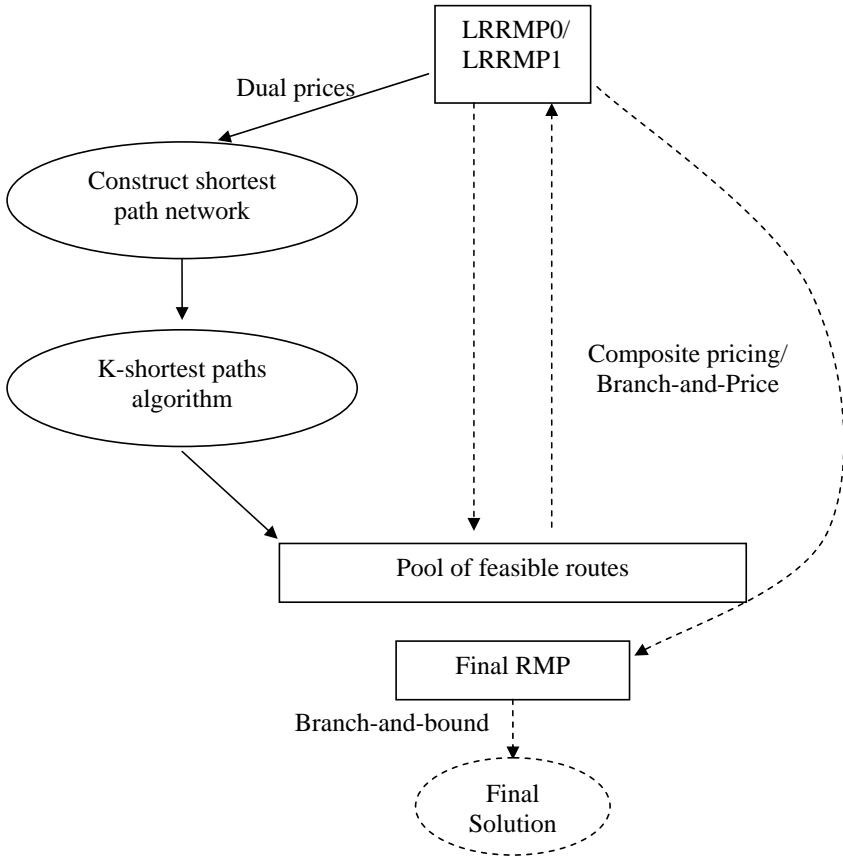 LRRMP0/
LRRMP1
Dual prices
Construct shortest
path network
K-shortest paths
algorithm
Composite pricing/
Branch-and-Price
Pool of feasible routes
Final RMP
Branch-and-bound
Final
Solution